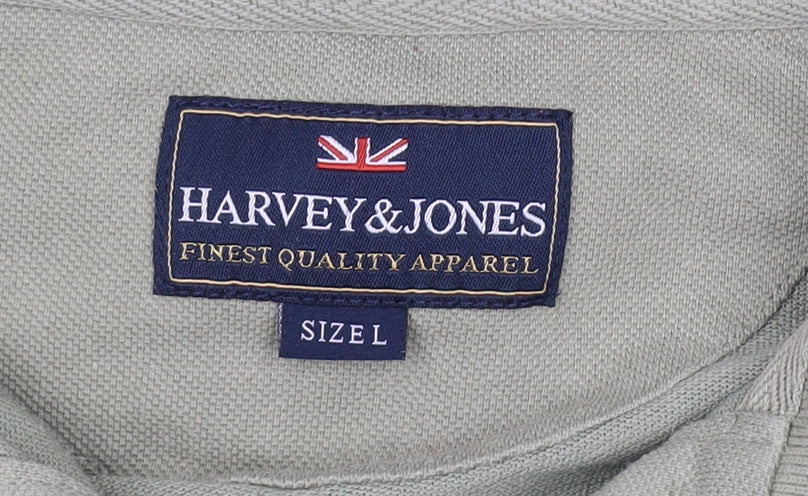 HARVEY&JONES
FINEST QUALITY APPAREL
SIZE L